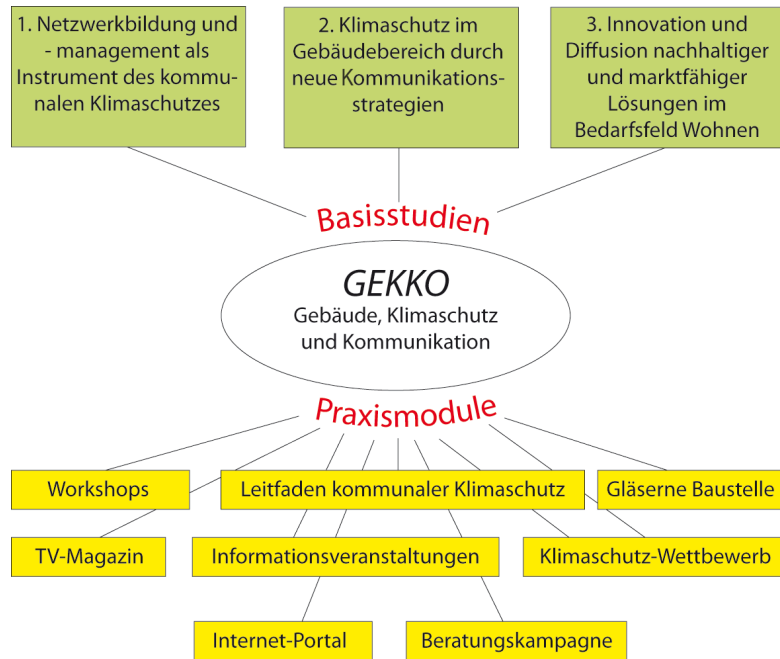 1. Netzwerkbildung und
- management als
Instrument des kommu-
nalen Klimaschutzes
2. Klimaschutz im
Gebäudebereich durch
neue Kommunikations-
strategien
3. Innovation und
Diffusion nachhaltiger
und marktfähiger
Lösungen im
Bedarfsfeld Wohnen
Basisstudien
GEKKO
Gebäude, Klimaschutz
und Kommunikation
Praxismodule
Workshops
Leitfaden kommunaler Klimaschutz
Gläserne Baustelle
TV-Magazin
Informationsveranstaltungen
Klimaschutz-Wettbewerb
Internet-Portal
Beratungskampagne